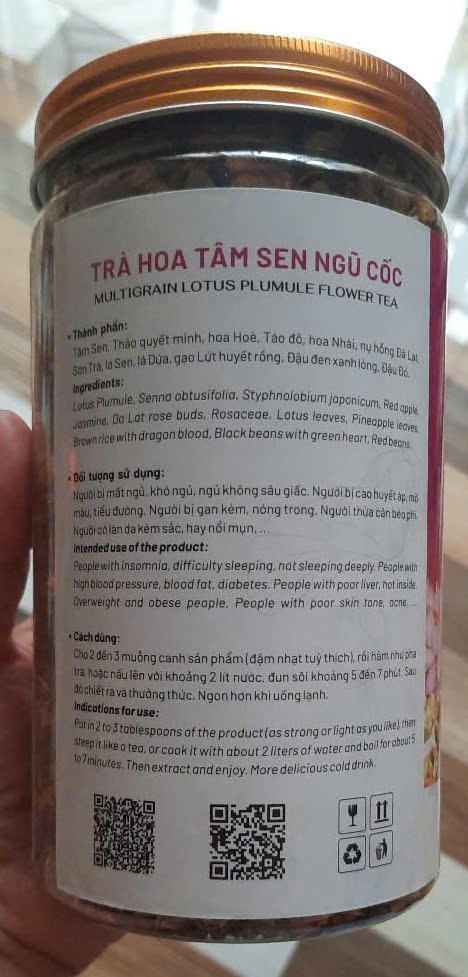 TRÀ HOA TÂM SEN NGŨ CỐC
MULTIGRAIN LOTUS PLUMULE FLOWER TEA
• Thành phần:
Tâm Sen, Thảo quyết minh, hoa Hoè, Táo đỏ, hoa Nhài, nụ hồng Đà Lạt,
Sơn Trà, lá Sen, lá Dứa, gạo Lứt huyết rồng, Đậu đen xanh lòng, Đậu Đỏ.
Ingredients:
Lotus Plumule, Senna obtusifolia, Styphnolobium japonicum, Red apple,
Jasmine, Da Lat rose buds, Rosaceae, Lotus leaves, Pineapple leaves,
Brown rice with dragon blood, Black beans with green heart, Red beans.
• Đối tượng sử dụng:
Người bị mất ngủ, khó ngủ, ngủ không sâu giấc. Người bị cao huyết áp, mỡ
máu, tiểu đường. Người bị gan kém, nóng trong. Người thừa cân béo phì.
Người có làn da kém sắc, hay nổi mụn, ...
Intended use of the product:
People with insomnia, difficulty sleeping, not sleeping deeply. People with
high blood pressure, blood fat, diabetes. People with poor liver, hot inside.
Overweight and obese people. People with poor skin tone, acne, ...
• Cách dùng:
Cho 2 đến 3 muỗng canh sản phẩm (đậm nhạt tuỳ thích), rồi hãm như pha
trà, hoặc nấu lên với khoảng 2 lít nước, đun sôi khoảng 5 đến 7 phút. Sau
đó chiết ra và thưởng thức. Ngon hơn khi uống lạnh.
Indications for use:
Put in 2 to 3 tablespoons of the product (as strong or light as you like), then
steep it like a tea, or cook it with about 2 liters of water and boil for about 5
to 7 minutes. Then extract and enjoy. More delicious cold drink.